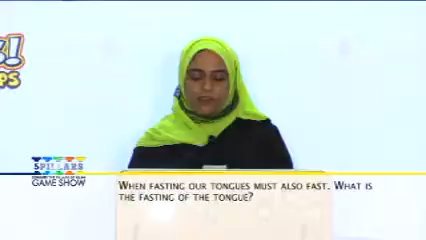 5PILLARS
GAME SHOW
WHEN FASTING OUR TONGUES MUST ALSO FAST. WHAT IS
THE FASTING OF THE TONGUE?